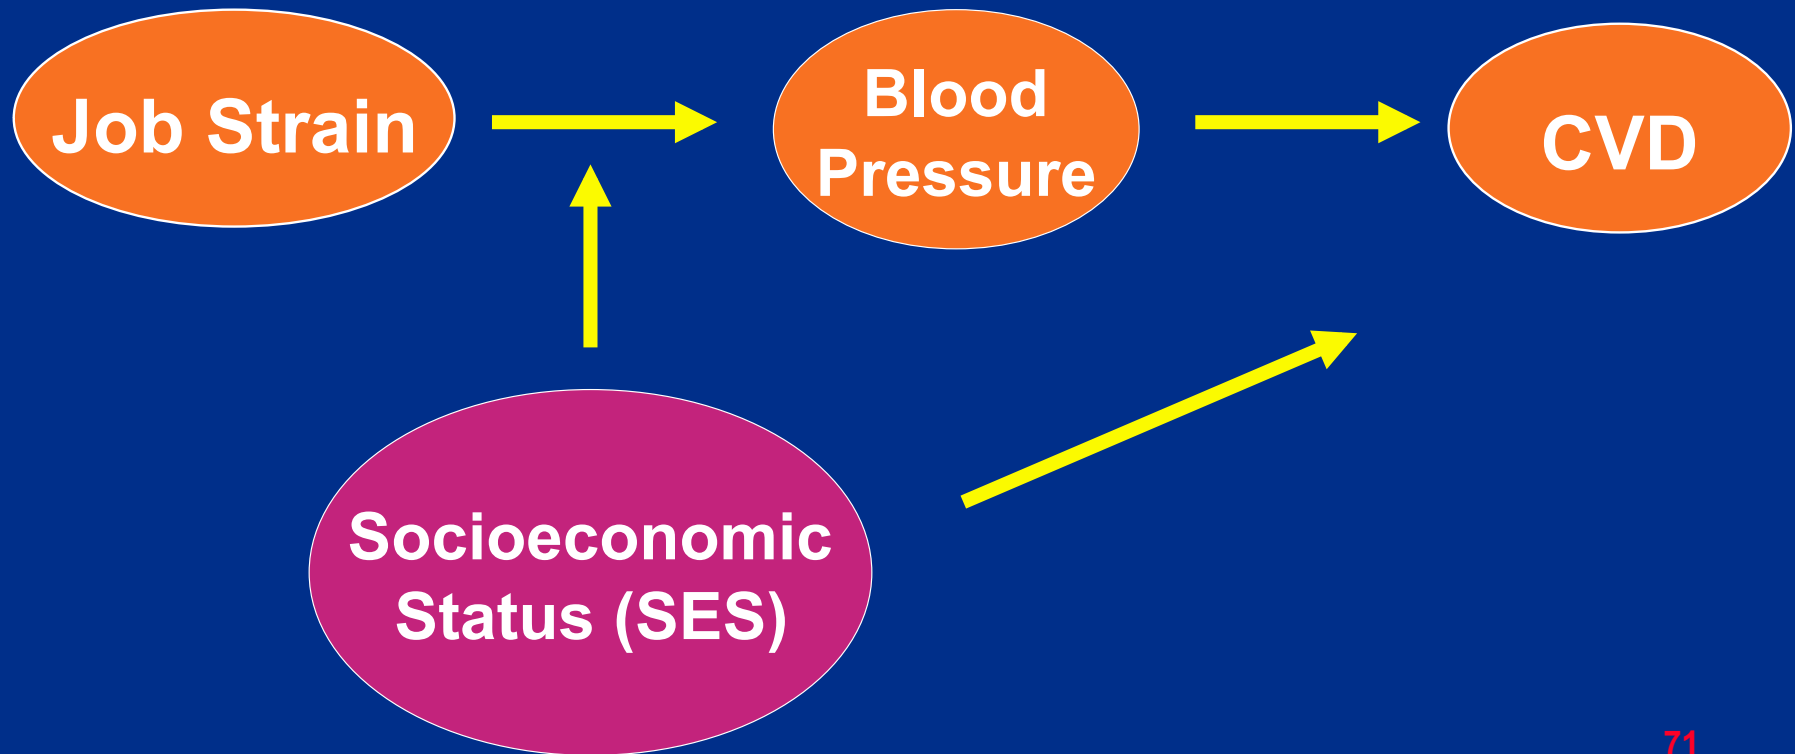 Job Strain
Blood
Pressure
CVD
Socioeconomic
Status (SES)
71